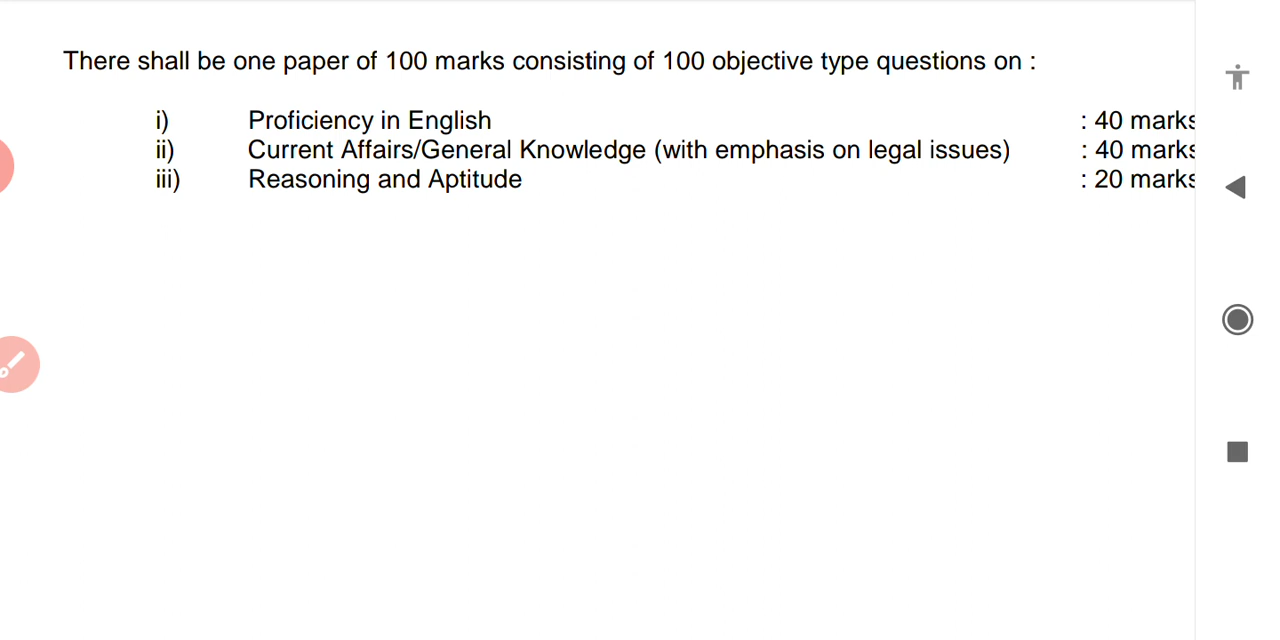 There shall be one paper of 100 marks consisting of 100 objective type questions on :
i) Proficiency in English : 40 marks
ii) Current Affairs/General Knowledge (with emphasis on legal issues) : 40 marks
iii) Reasoning and Aptitude : 20 marks